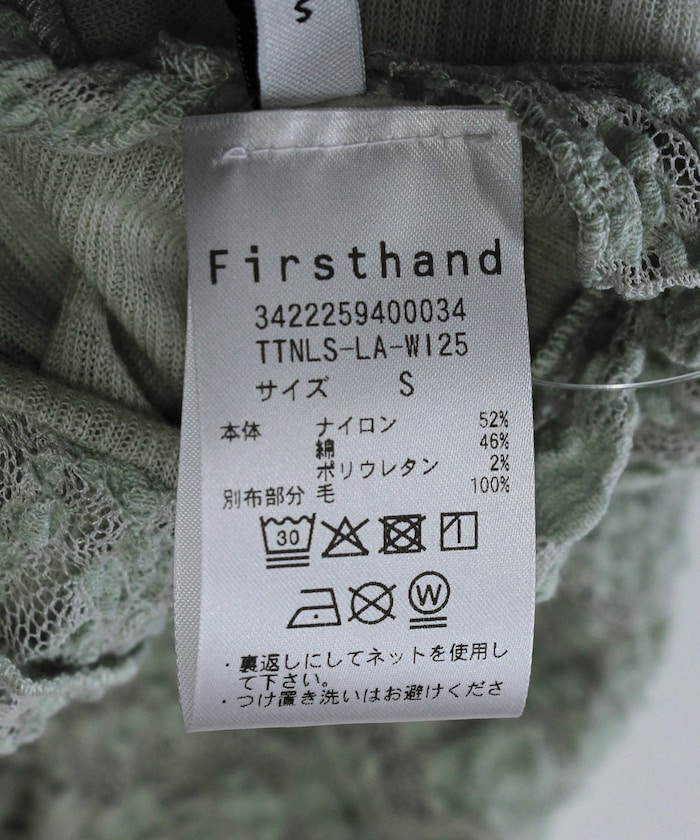 S
Firsthand
3422259400034
TTNLS-LA-WI25
サイズ S
本体 ナイロン 52%
綿 46%
ポリウレタン 2%
別布部分 毛 100%
30
W
・裏返しにしてネットを使用し
て下さい。
・つけ置き洗いはお避けくださ